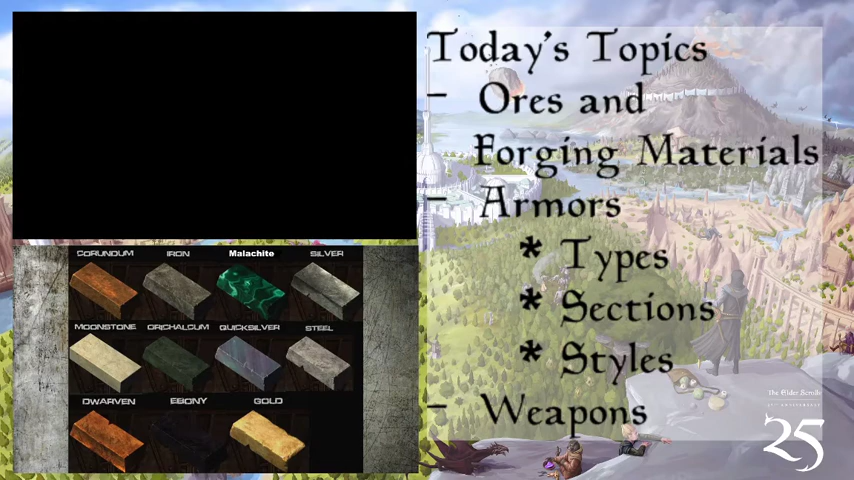 Today's Topics
- Ores and
Forging Materials
- Armors
* Types
* Sections
* Styles
- Weapons
CORUNDUM IRON Malachite SILVER
MOONSTONE ORICHALCUM QUICKSILVER STEEL
DWARVEN EBONY GOLD
The Elder Scrolls
25